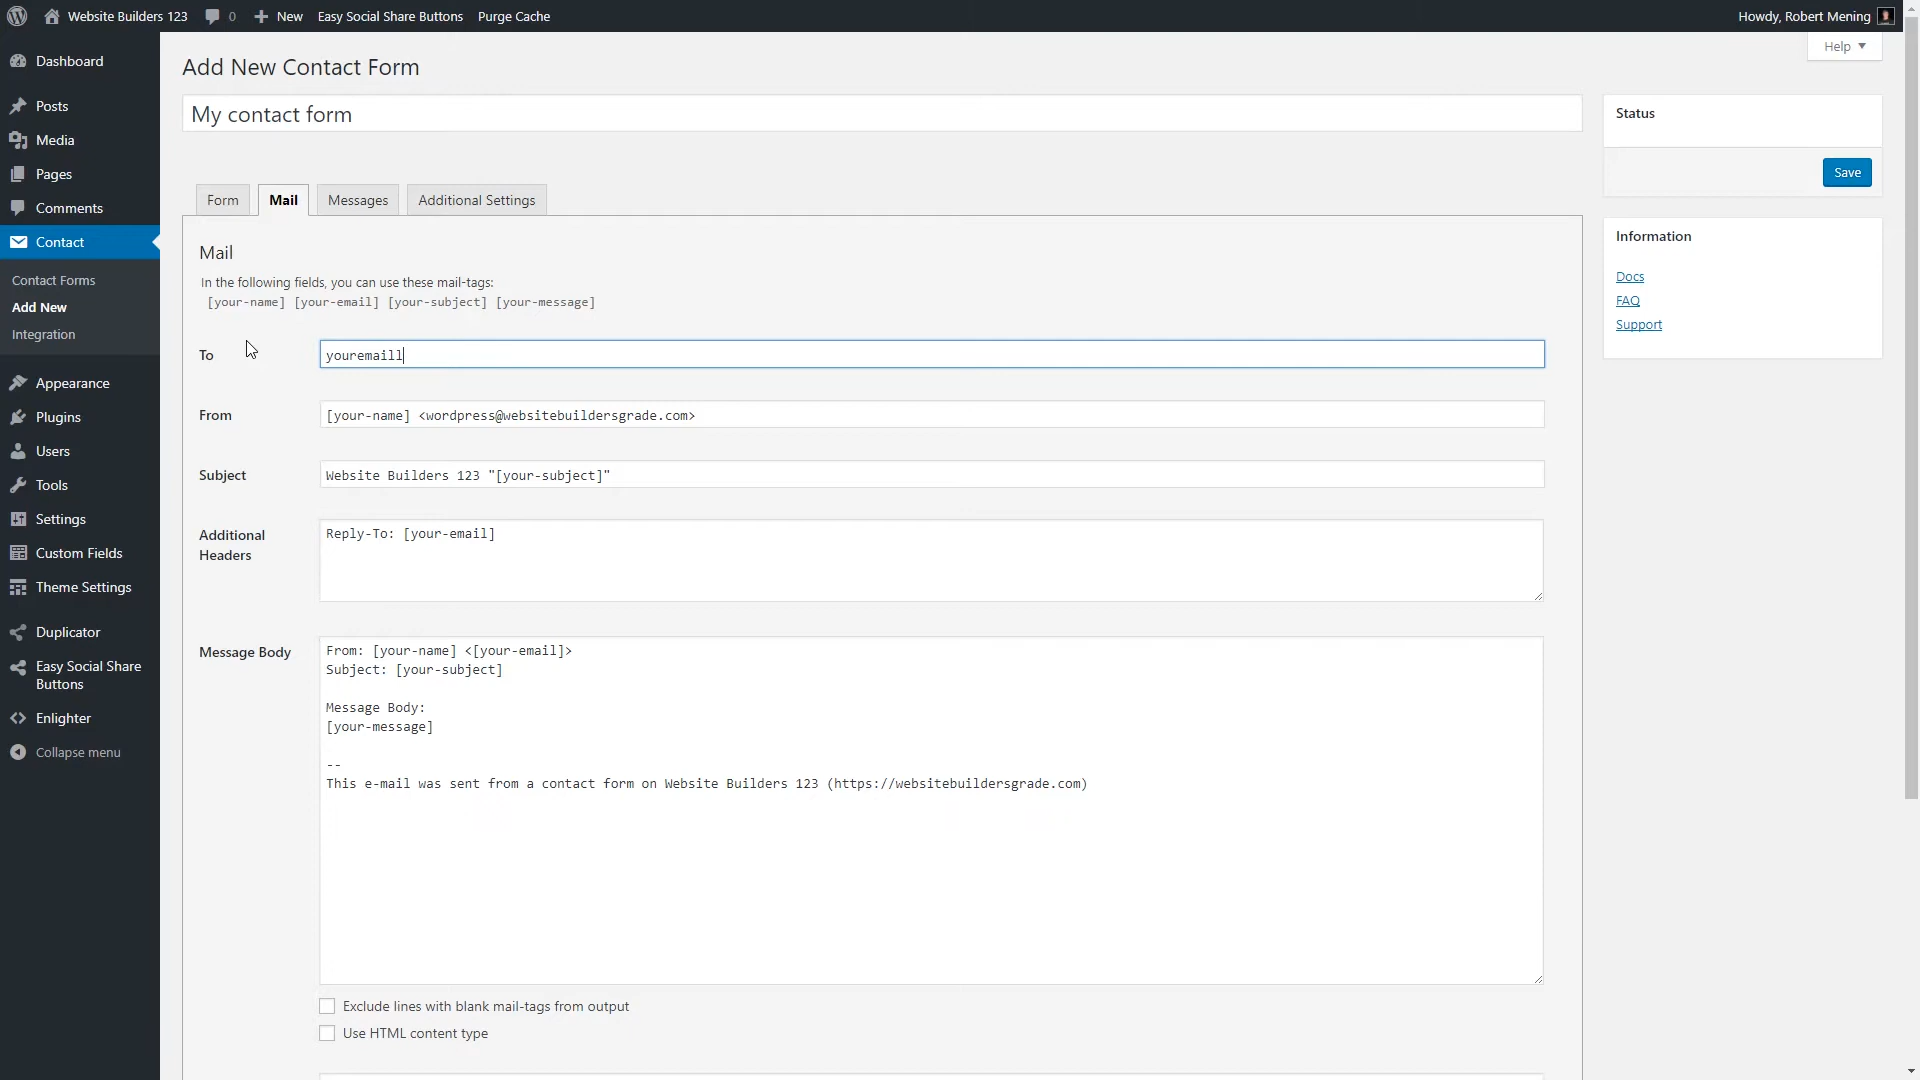 Website Builders 123 0 New Easy Social Share Buttons Purge Cache Howdy, Robert Mening
Help
Dashboard
Posts
Media
Pages
Comments
Contact
Contact Forms
Add New
Integration
Appearance
Plugins
Users
Tools
Settings
Custom Fields
Theme Settings
Duplicator
Easy Social Share
Buttons
Enlighter
Collapse menu
Add New Contact Form
My contact form
Form Mail Messages Additional Settings
Mail
In the following fields, you can use these mail-tags:
[your-name] [your-email] [your-subject] [your-message]
To youremaill
From [your-name] <wordpress@websitebuildersgrade.com>
Subject Website Builders 123 "[your-subject]"
Additional
Headers
Reply-To: [your-email]
Message Body
From: [your-name] <[your-email]>
Subject: [your-subject]
Message Body:
[your-message]
--
This e-mail was sent from a contact form on Website Builders 123 (https://websitebuildersgrade.com)
Exclude lines with blank mail-tags from output
Use HTML content type
Status
Save
Information
Docs
FAQ
Support